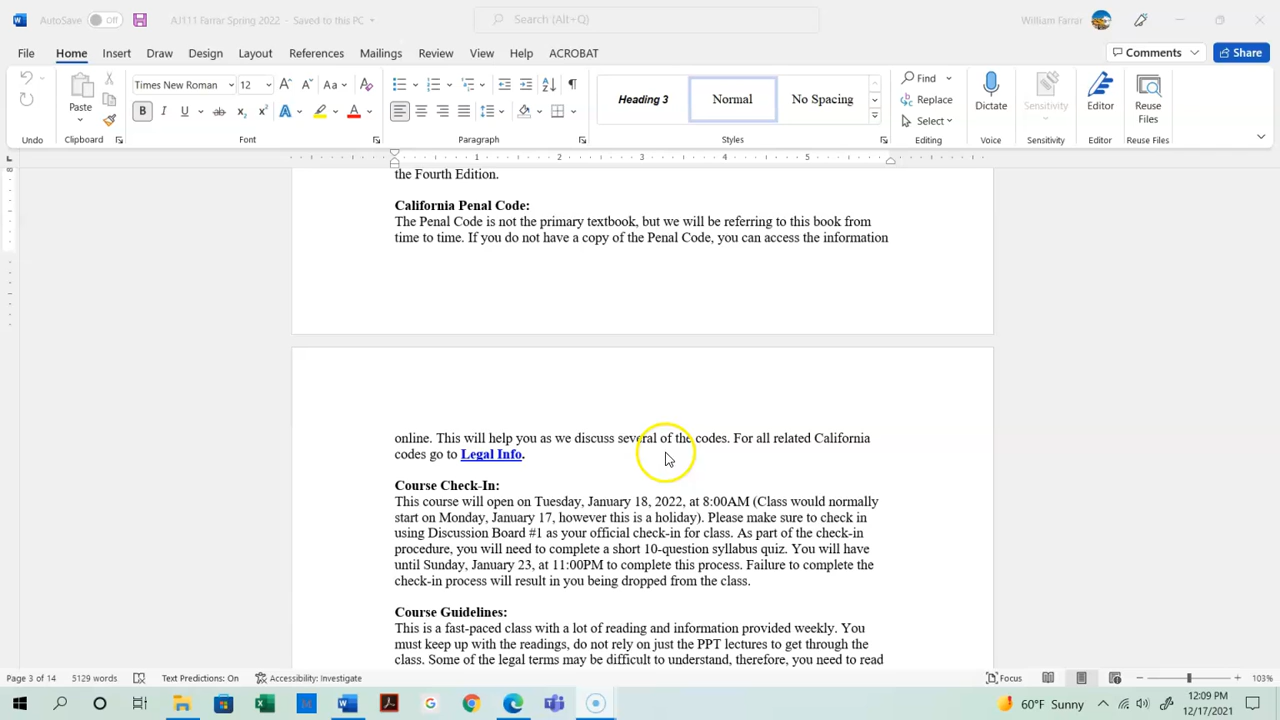 AutoSave Off AJ111 Farrar Spring 2022 - Saved to this PC Search (Alt+Q) William Farrar
File Home Insert Draw Design Layout References Mailings Review View Help ACROBAT Comments Share
Times New Roman 12 Aa Heading 3 Normal No Spacing Find
Paste Replace Dictate Sensitivity Editor Reuse Files
B I U ab x₂ x² A A Select
Undo Clipboard Font Paragraph Styles Editing Voice Sensitivity Editor Reuse Files
1 2 3 4 5
8
the Fourth Edition.
California Penal Code:
The Penal Code is not the primary textbook, but we will be referring to this book from
time to time. If you do not have a copy of the Penal Code, you can access the information
online. This will help you as we discuss several of the codes. For all related California
codes go to Legal Info.
Course Check-In:
This course will open on Tuesday, January 18, 2022, at 8:00AM (Class would normally
start on Monday, January 17, however this is a holiday). Please make sure to check in
using Discussion Board #1 as your official check-in for class. As part of the check-in
procedure, you will need to complete a short 10-question syllabus quiz. You will have
until Sunday, January 23, at 11:00PM to complete this process. Failure to complete the
check-in process will result in you being dropped from the class.
Course Guidelines:
This is a fast-paced class with a lot of reading and information provided weekly. You
must keep up with the readings, do not rely on just the PPT lectures to get through the
class. Some of the legal terms may be difficult to understand, therefore, you need to read
Page 3 of 14 5129 words Text Predictions: On Accessibility: Investigate Focus 103%
60°F Sunny 12:09 PM
12/17/2021